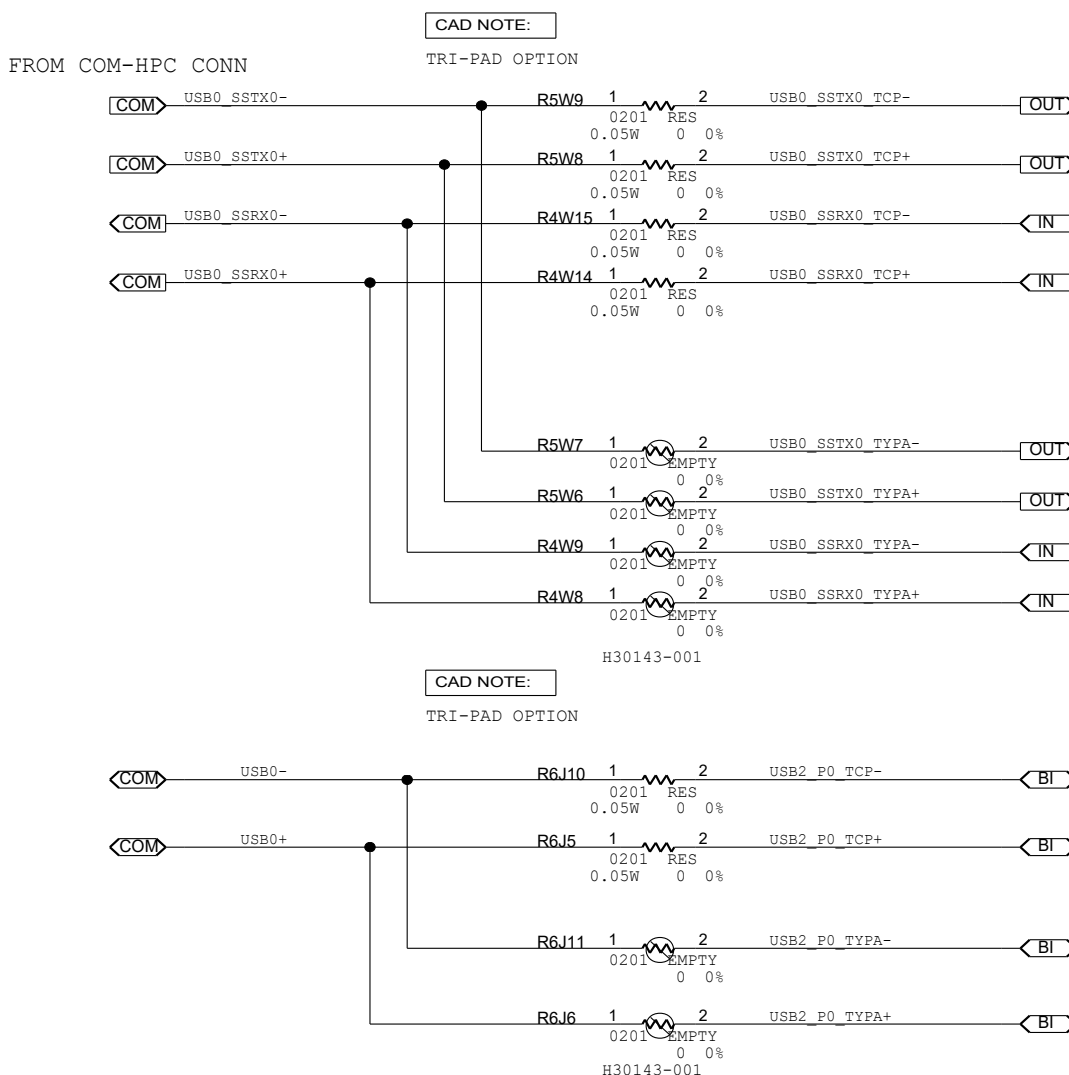 CAD NOTE:
TRI-PAD OPTION
FROM COM-HPC CONN
COM USB0_SSTX0- R5W9 1 2 USB0_SSTX0_TCP- OUT
0201 RES
0.05W 0 0%
COM USB0_SSTX0+ R5W8 1 2 USB0_SSTX0_TCP+ OUT
0201 RES
0.05W 0 0%
COM USB0_SSRX0- R4W15 1 2 USB0_SSRX0_TCP- IN
0201 RES
0.05W 0 0%
COM USB0_SSRX0+ R4W14 1 2 USB0_SSRX0_TCP+ IN
0201 RES
0.05W 0 0%
R5W7 1 2 USB0_SSTX0_TYPA- OUT
0201 EMPTY
0 0%
R5W6 1 2 USB0_SSTX0_TYPA+ OUT
0201 EMPTY
0 0%
R4W9 1 2 USB0_SSRX0_TYPA- IN
0201 EMPTY
0 0%
R4W8 1 2 USB0_SSRX0_TYPA+ IN
0201 EMPTY
0 0%
H30143-001
CAD NOTE:
TRI-PAD OPTION
COM USB0- R6J10 1 2 USB2_P0_TCP- BI
0201 RES
0.05W 0 0%
COM USB0+ R6J5 1 2 USB2_P0_TCP+ BI
0201 RES
0.05W 0 0%
R6J11 1 2 USB2_P0_TYPA- BI
0201 EMPTY
0 0%
R6J6 1 2 USB2_P0_TYPA+ BI
0201 EMPTY
0 0%
H30143-001